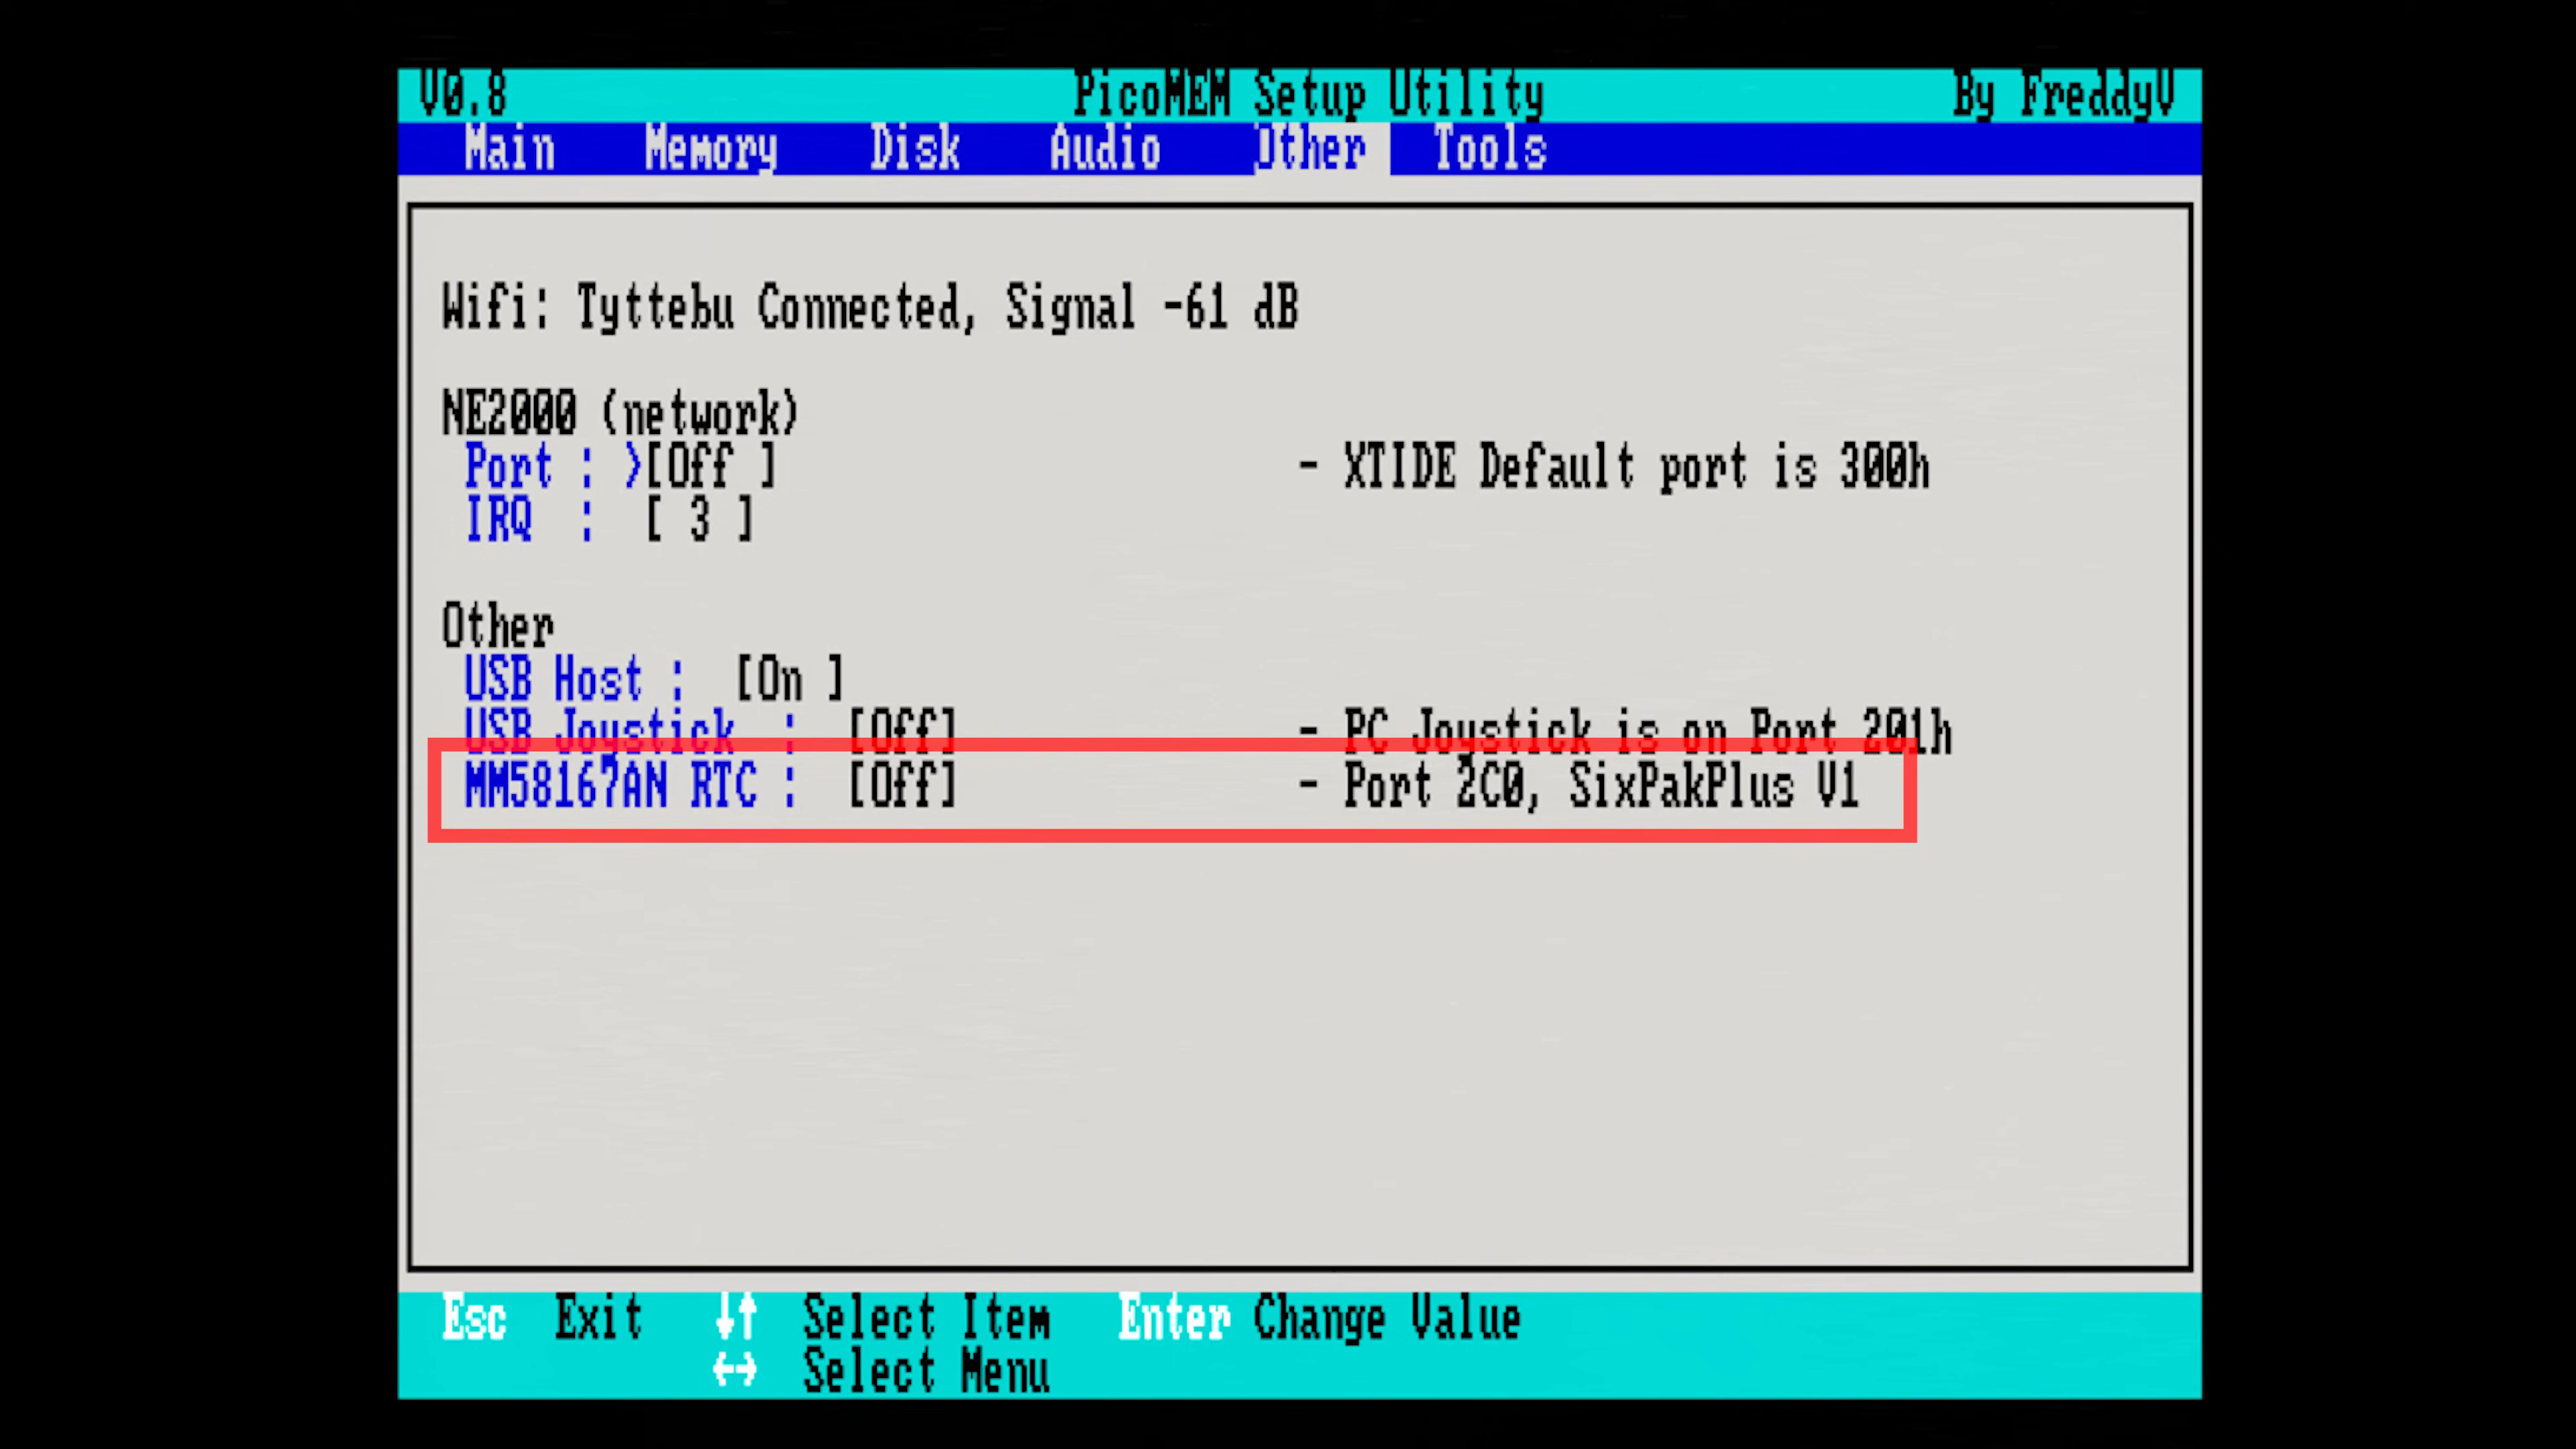 V0.8 PicoMEM Setup Utility By FreddyV
Main Memory Disk Audio Other Tools
Wifi: Tyttebu Connected, Signal -61 dB
NE2000 (network)
Port : >[Off ] - XTIDE Default port is 300h
IRQ : [ 3 ]
Other
USB Host : [On ]
USB Joystick : [Off] - PC Joystick is on Port 201h
MM58167AN RTC : [Off] - Port 2C0, SixPakPlus V1
Esc Exit ↓↑ Select Item Enter Change Value
↔ Select Menu